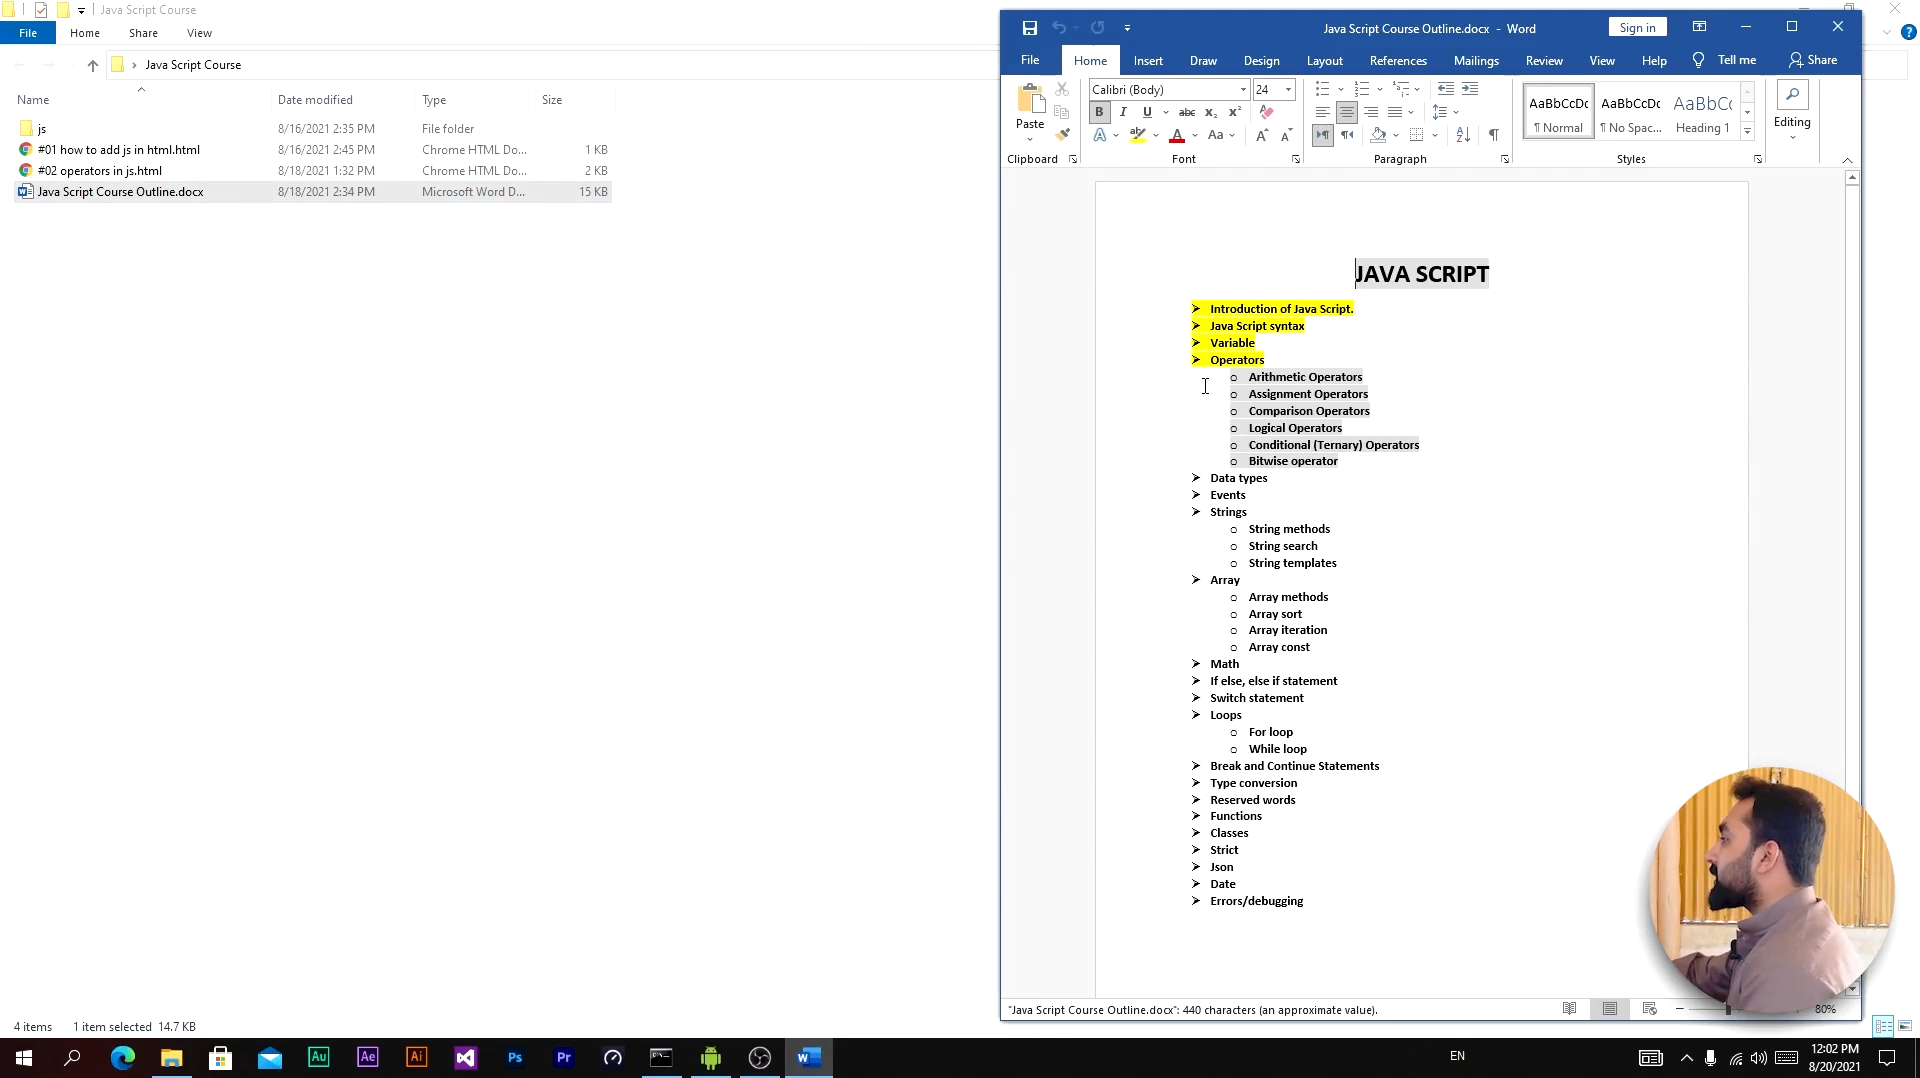 Java Script Course
File Home Share View
Java Script Course
Name Date modified Type Size
js 8/16/2021 2:35 PM File folder
#01 how to add js in html.html 8/16/2021 2:45 PM Chrome HTML Do... 1 KB
#02 operators in js.html 8/18/2021 1:32 PM Chrome HTML Do... 2 KB
Java Script Course Outline.docx 8/18/2021 2:34 PM Microsoft Word D... 15 KB
4 items 1 item selected 14.7 KB
Java Script Course Outline.docx - Word Sign in
File Home Insert Draw Design Layout References Mailings Review View Help Tell me Share
Paste
Calibri (Body) 24
B I U abc x₂ x²
A A Aa A A
AaBbCcDc AaBbCcDc AaBbCc
¶ Normal ¶ No Spac... Heading 1
Editing
Clipboard Font Paragraph Styles
JAVA SCRIPT
➢ Introduction of Java Script.
➢ Java Script syntax
➢ Variable
➢ Operators
o Arithmetic Operators
o Assignment Operators
o Comparison Operators
o Logical Operators
o Conditional (Ternary) Operators
o Bitwise operator
➢ Data types
➢ Events
➢ Strings
o String methods
o String search
o String templates
➢ Array
o Array methods
o Array sort
o Array iteration
o Array const
➢ Math
➢ If else, else if statement
➢ Switch statement
➢ Loops
o For loop
o While loop
➢ Break and Continue Statements
➢ Type conversion
➢ Reserved words
➢ Functions
➢ Classes
➢ Strict
➢ Json
➢ Date
➢ Errors/debugging
"Java Script Course Outline.docx": 440 characters (an approximate value). 80%
Au Ae Ai Ps Pr
EN
12:02 PM
8/20/2021